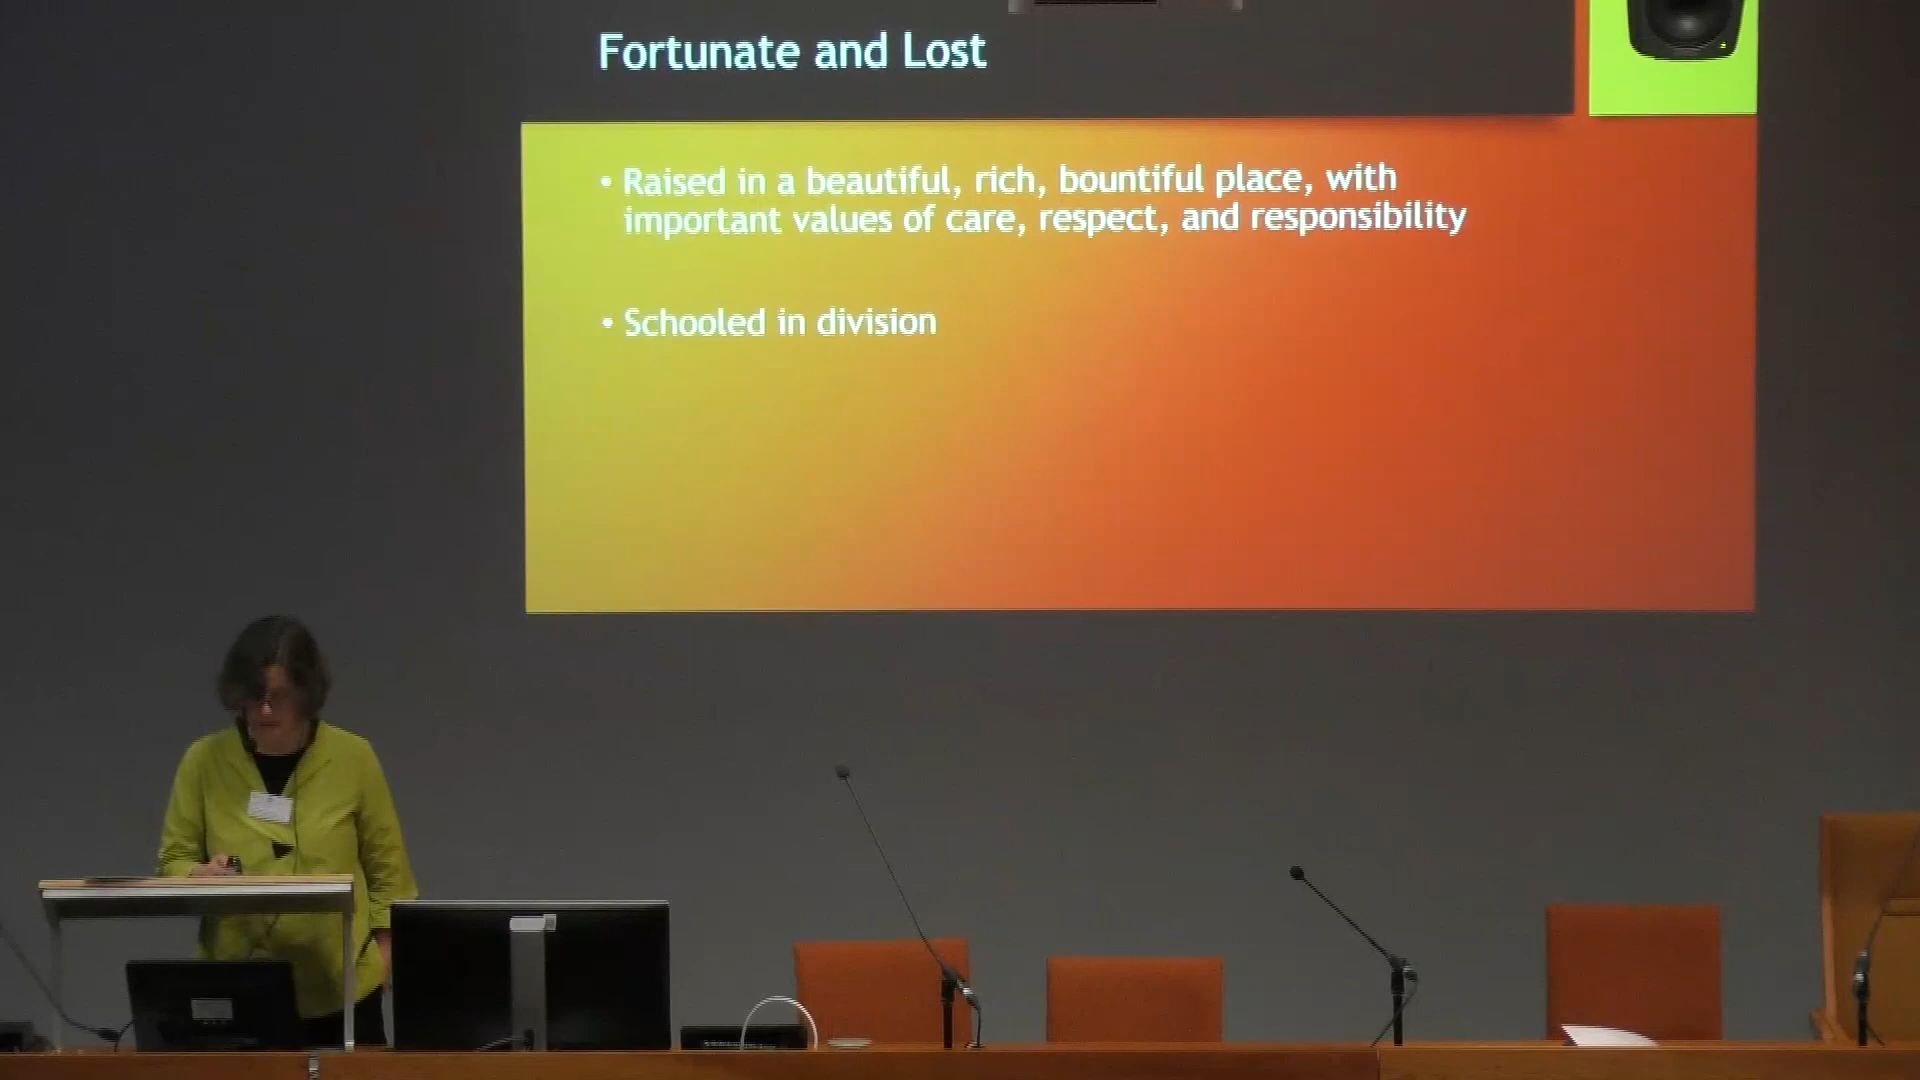 Fortunate and Lost
• Raised in a beautiful, rich, bountiful place, with
important values of care, respect, and responsibility
• Schooled in division